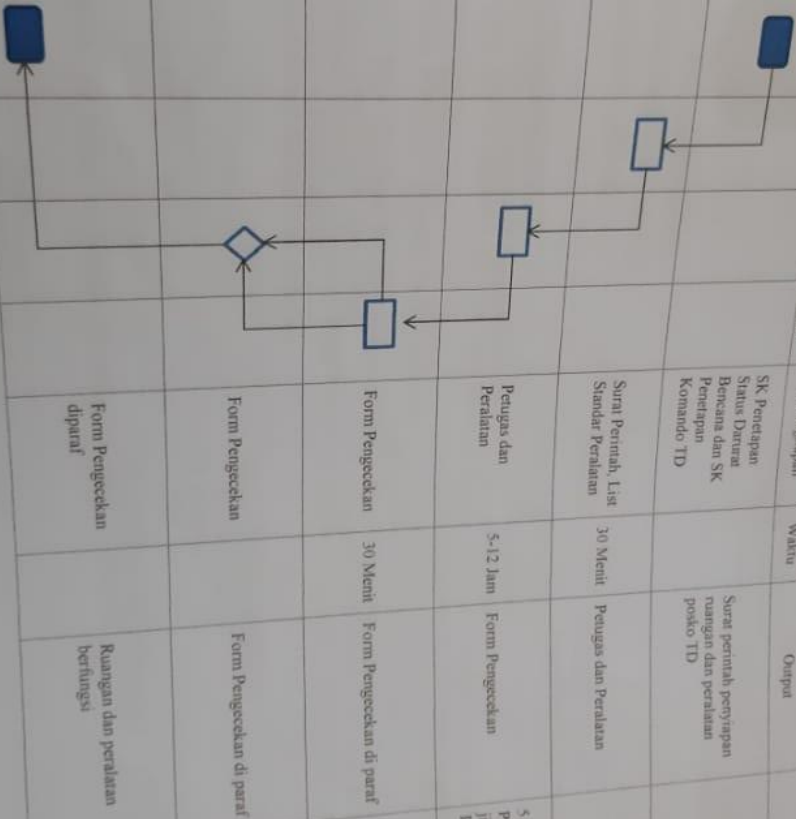 Waktu
Output
SK Penetapan
Status Darurat
Bencana dan SK
Penetapan
Komando TD
Surat perintah penyiapan
ruangan dan peralatan
posko TD
Surat Perintah, List
Standar Peralatan
30 Menit
Petugas dan Peralatan
Petugas dan
Peralatan
5-12 Jam
Form Pengecekan
Form Pengecekan
30 Menit
Form Pengecekan di paraf
Form Pengecekan
Form Pengecekan di paraf
Form Pengecekan
diparaf
Ruangan dan peralatan
berfungsi